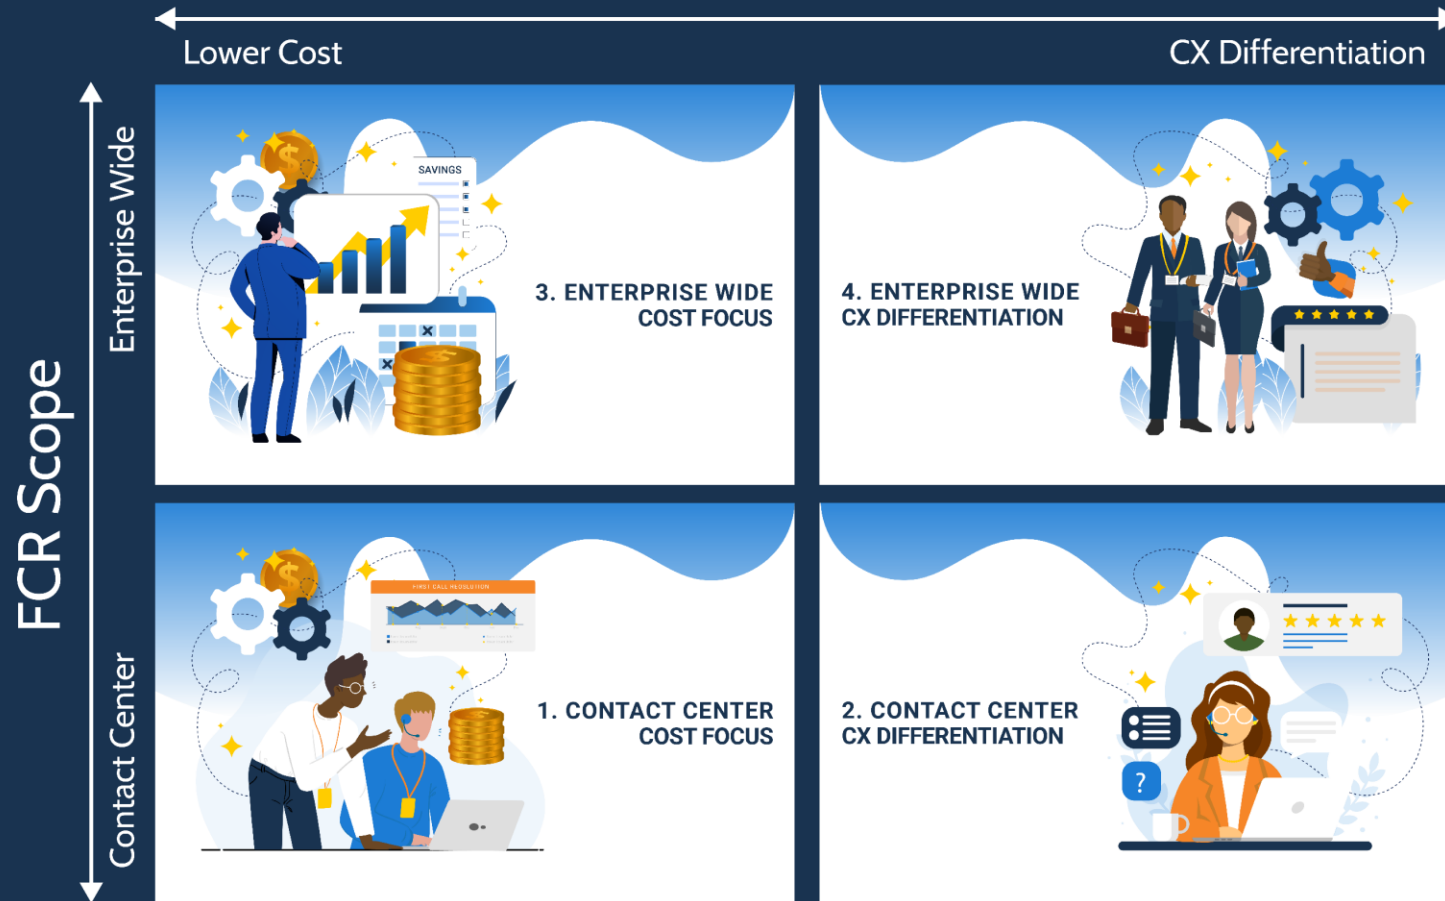 Lower Cost
CX Differentiation
FCR Scope
Enterprise Wide
Contact Center
SAVINGS
3. ENTERPRISE WIDE
COST FOCUS
4. ENTERPRISE WIDE
CX DIFFERENTIATION
FIRST CALL RESOLUTION
1. CONTACT CENTER
COST FOCUS
2. CONTACT CENTER
CX DIFFERENTIATION
?